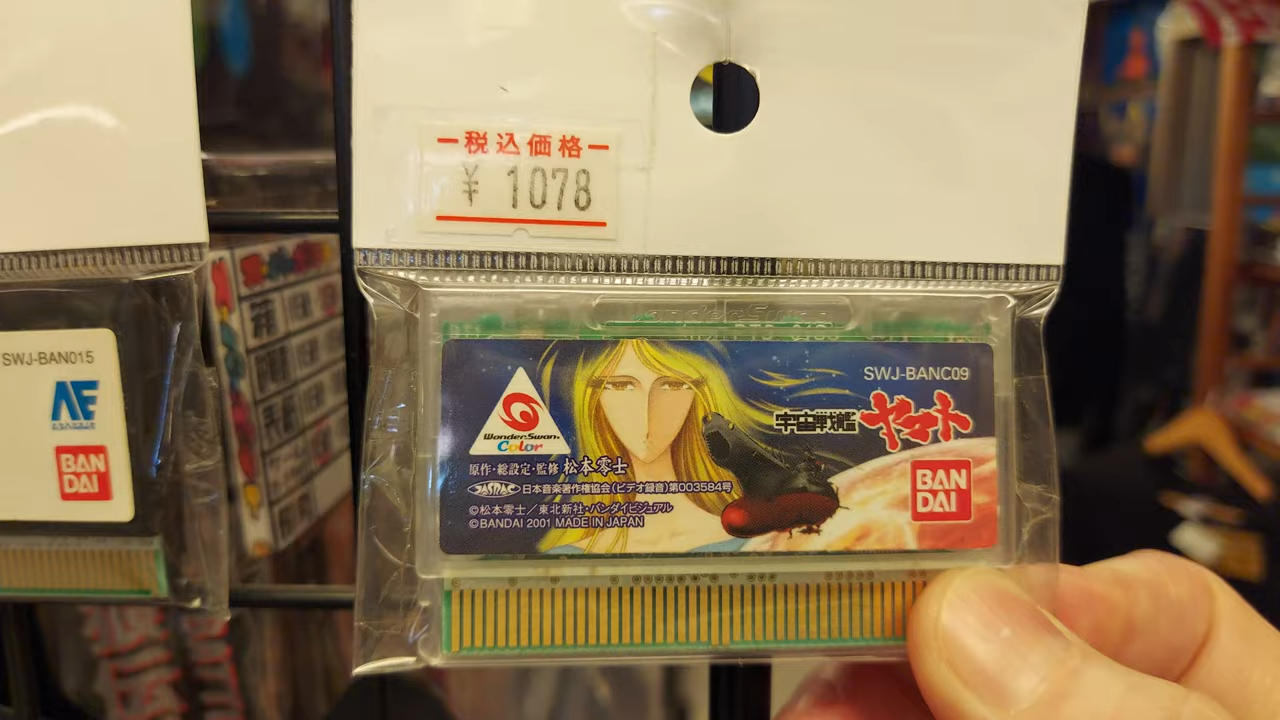 税込価格
¥ 1078
SWJ-BAN015
BAN
DAI
WonderSwan
SWJ-BANC09
宇宙戦艦 ヤマト
WonderSwan
Color
原作・総設定・監修 松本零士
JASRAC 日本音楽著作権協会(ビデオ録音)第003584号
©松本零士／東北新社・バンダイビジュアル
©BANDAI 2001 MADE IN JAPAN
BAN
DAI